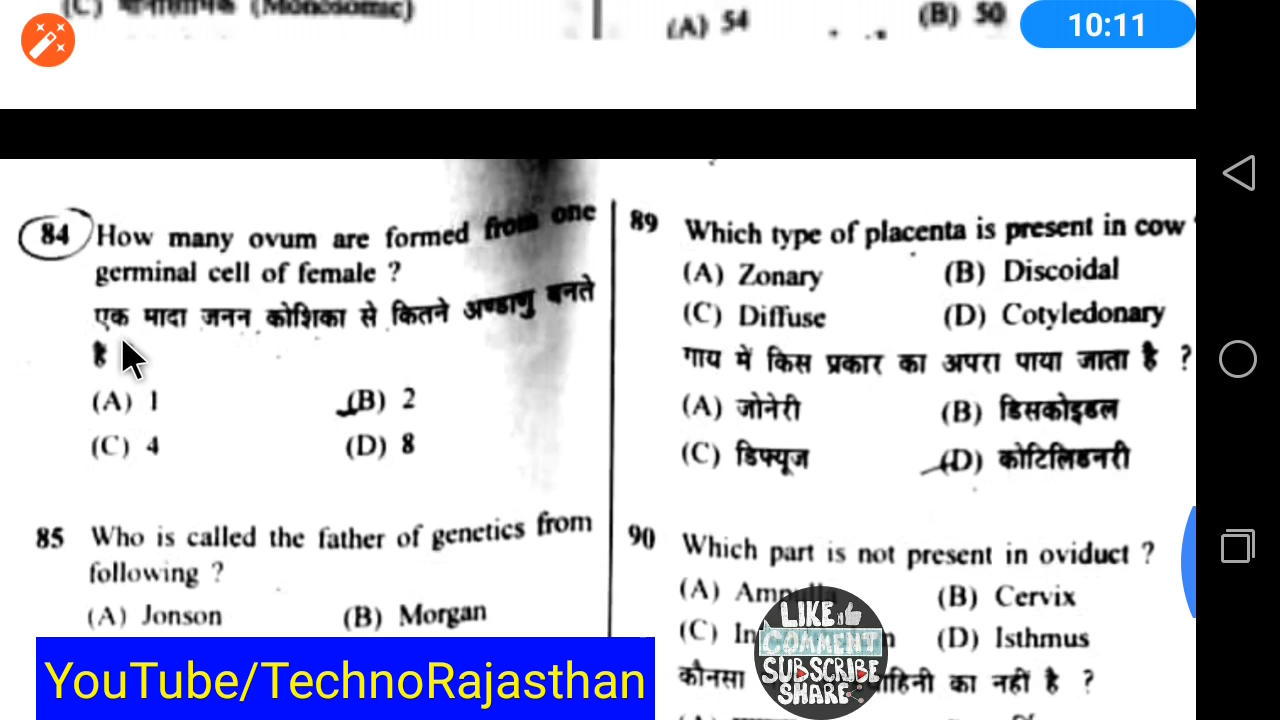 (C) मोनोसोमिक (Monosomic)
(A) 54
(B) 50
10:11
84 How many ovum are formed from one
germinal cell of female ?
एक मादा जनन कोशिका से कितने अण्डाणु बनते
है
(A) 1
(B) 2
(C) 4
(D) 8
85 Who is called the father of genetics from
following ?
(A) Jonson
(B) Morgan
89 Which type of placenta is present in cow
(A) Zonary
(B) Discoidal
(C) Diffuse
(D) Cotyledonary
गाय में किस प्रकार का अपरा पाया जाता है ?
(A) जोनेरी
(B) डिसकोइडल
(C) डिफ्यूज
(D) कोटिलिडनरी
90 Which part is not present in oviduct ?
(A)
(B) Cervix
(C)
(D) Isthmus
कौनसा का नहीं है ?
LIKE
COMMENT
SUBSCRIBE
SHARE
YouTube/TechnoRajasthan